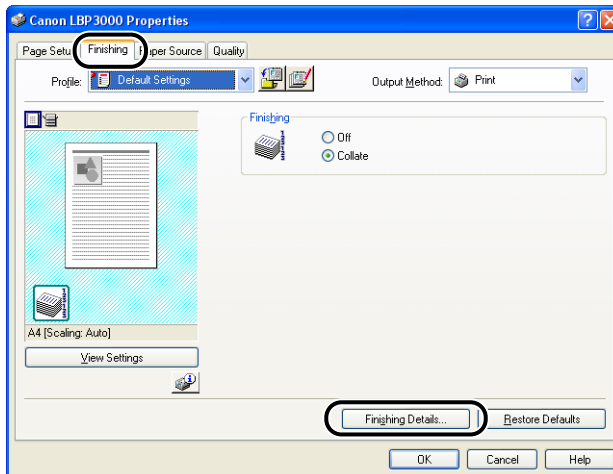 Canon LBP3000 Properties
Page Setu Finishing Paper Source Quality
Profile: Default Settings Output Method: Print
Finishing
Off
Collate
A4 [Scaling: Auto]
View Settings
Finishing Details... Restore Defaults
OK Cancel Help